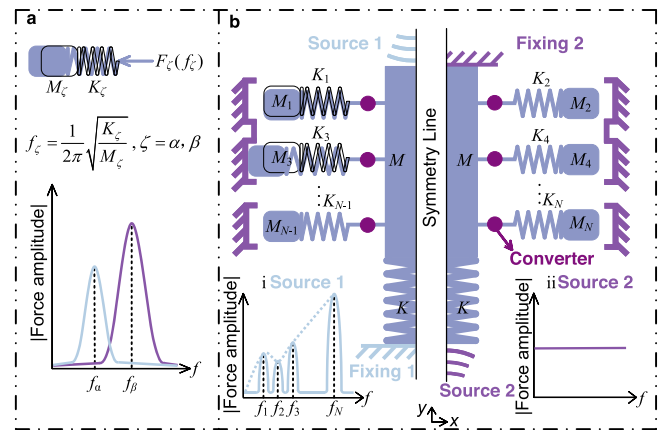 a
F_ζ(f_ζ)
M_ζ K_ζ
f_ζ = 1/2π √(K_ζ/M_ζ) , ζ = α, β
|Force amplitude|
f_α f_β f
b
Source 1
Fixing 2
K_1
M_1
K_2
M_2
K_3
M_3
K_4
M_4
M
M
Symmetry Line
⋮K_{N-1}
M_{N-1}
⋮
K_N
M_N
Converter
K
K
i Source 1
|Force amplitude|
f_1 f_2 f_3 f_N f
Fixing 1
Source 2
y
x
ii Source 2
|Force amplitude|
f